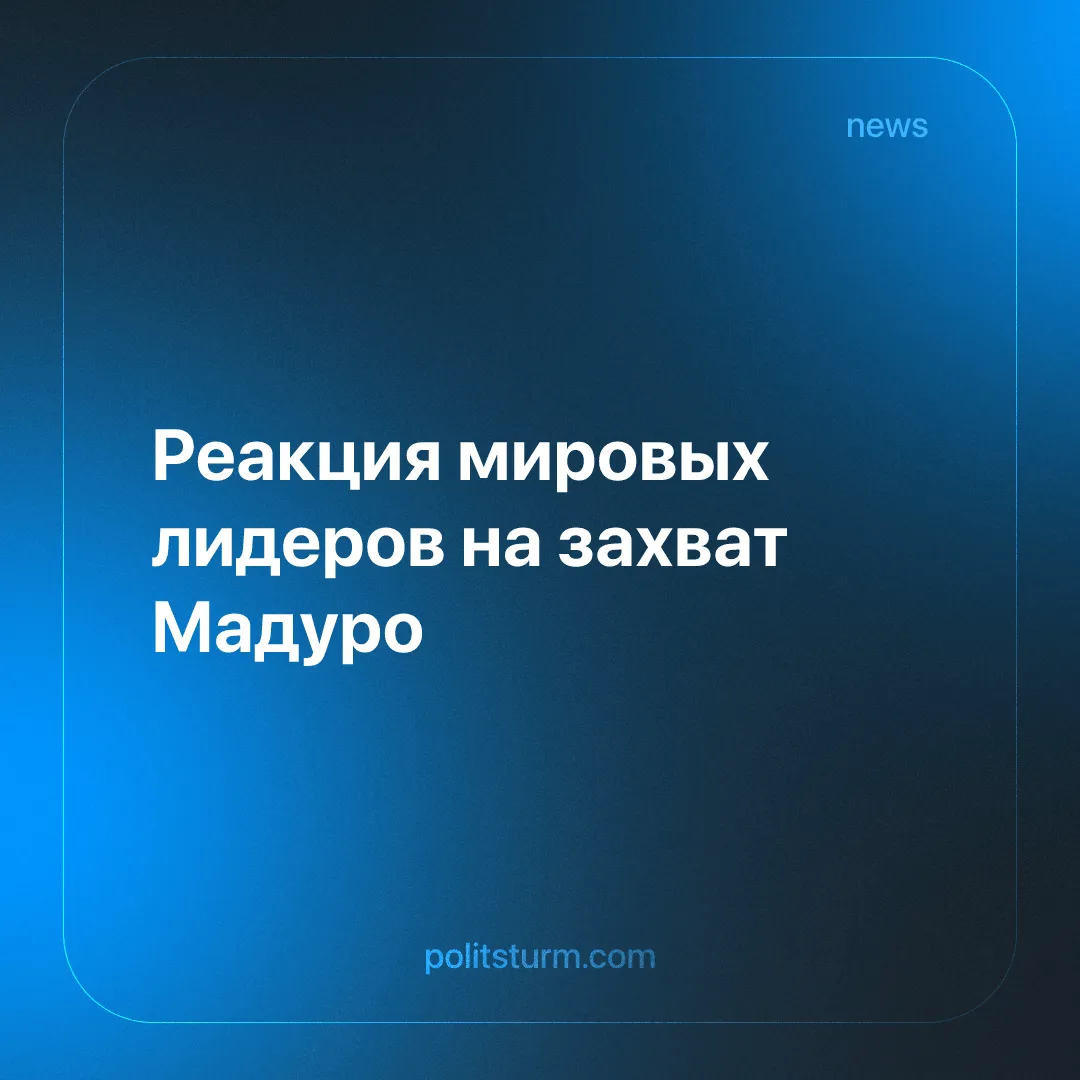 news
Реакция мировых
лидеров на захват
Мадуро
politsturm.com